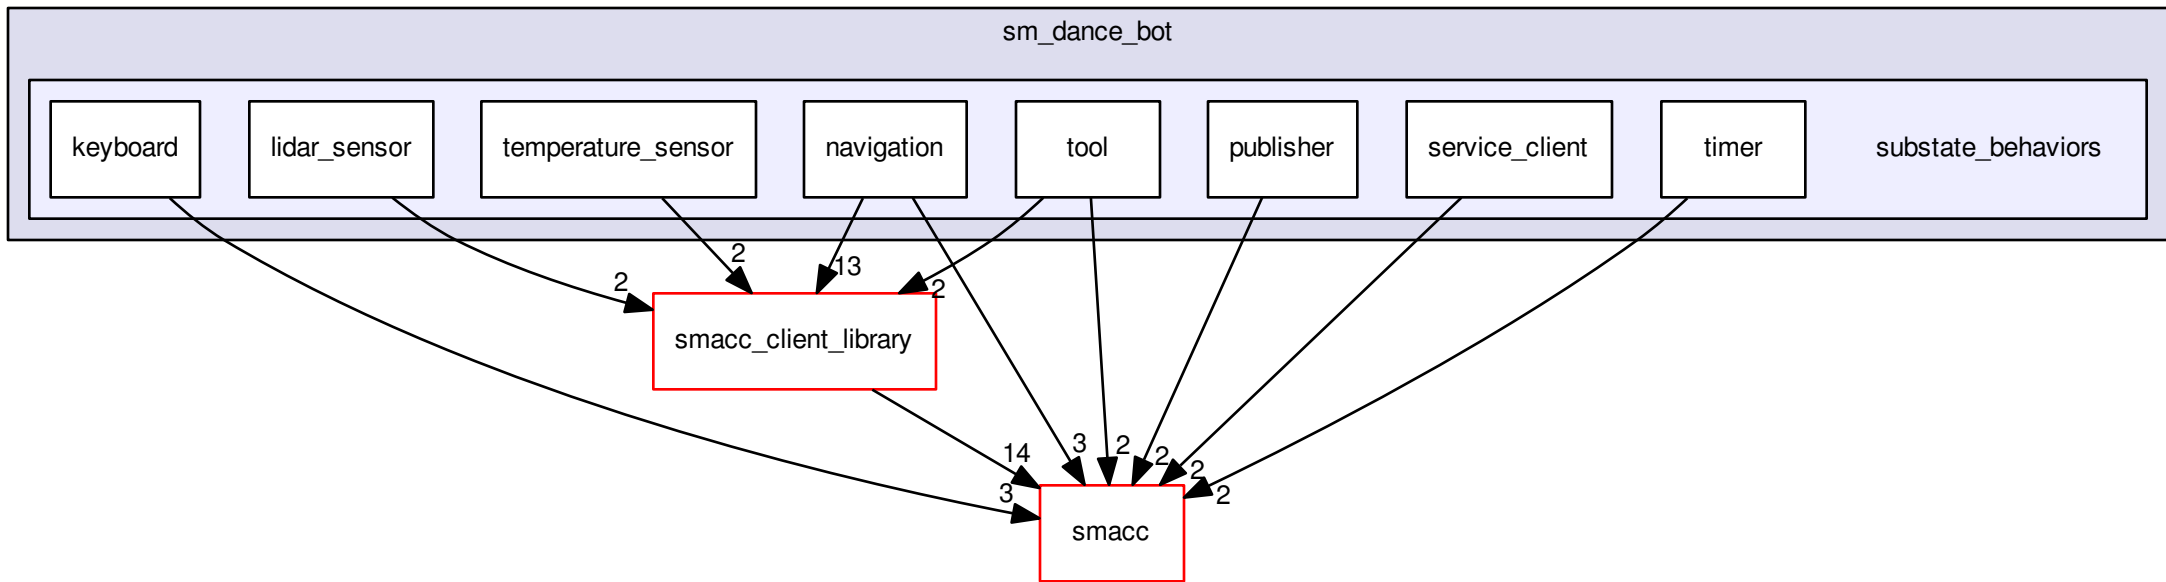 sm_dance_bot
keyboard
lidar_sensor
temperature_sensor
navigation
tool
publisher
service_client
timer
substate_behaviors
2
2
13
2
smacc_client_library
14
3
3
2
2
2
2
smacc